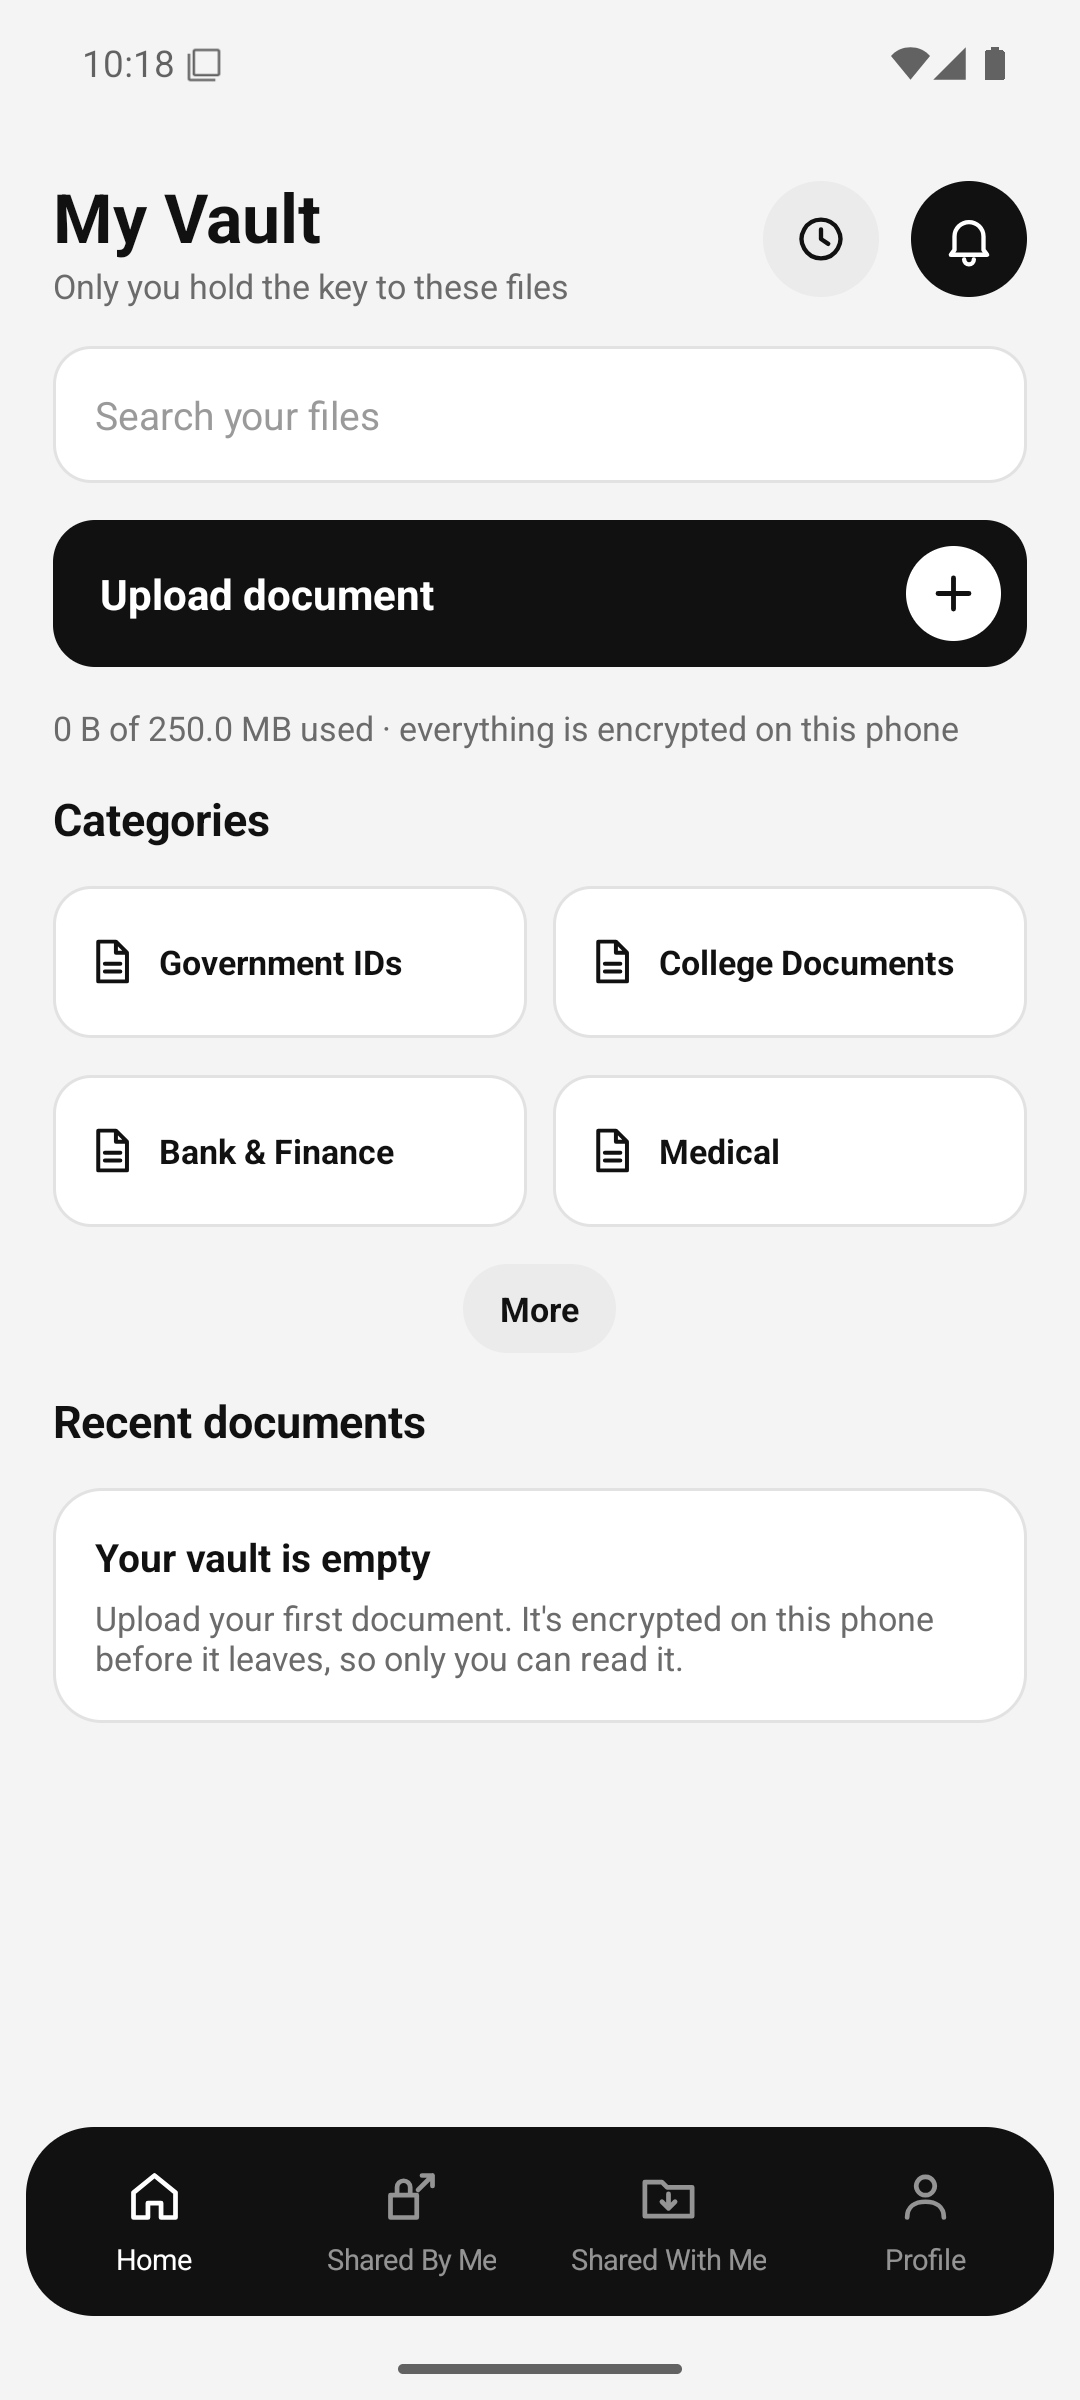 10:18
My Vault
Only you hold the key to these files
Search your files
Upload document
0 B of 250.0 MB used · everything is encrypted on this phone
Categories
Government IDs
College Documents
Bank & Finance
Medical
More
Recent documents
Your vault is empty
Upload your first document. It's encrypted on this phone
before it leaves, so only you can read it.
Home
Shared By Me
Shared With Me
Profile